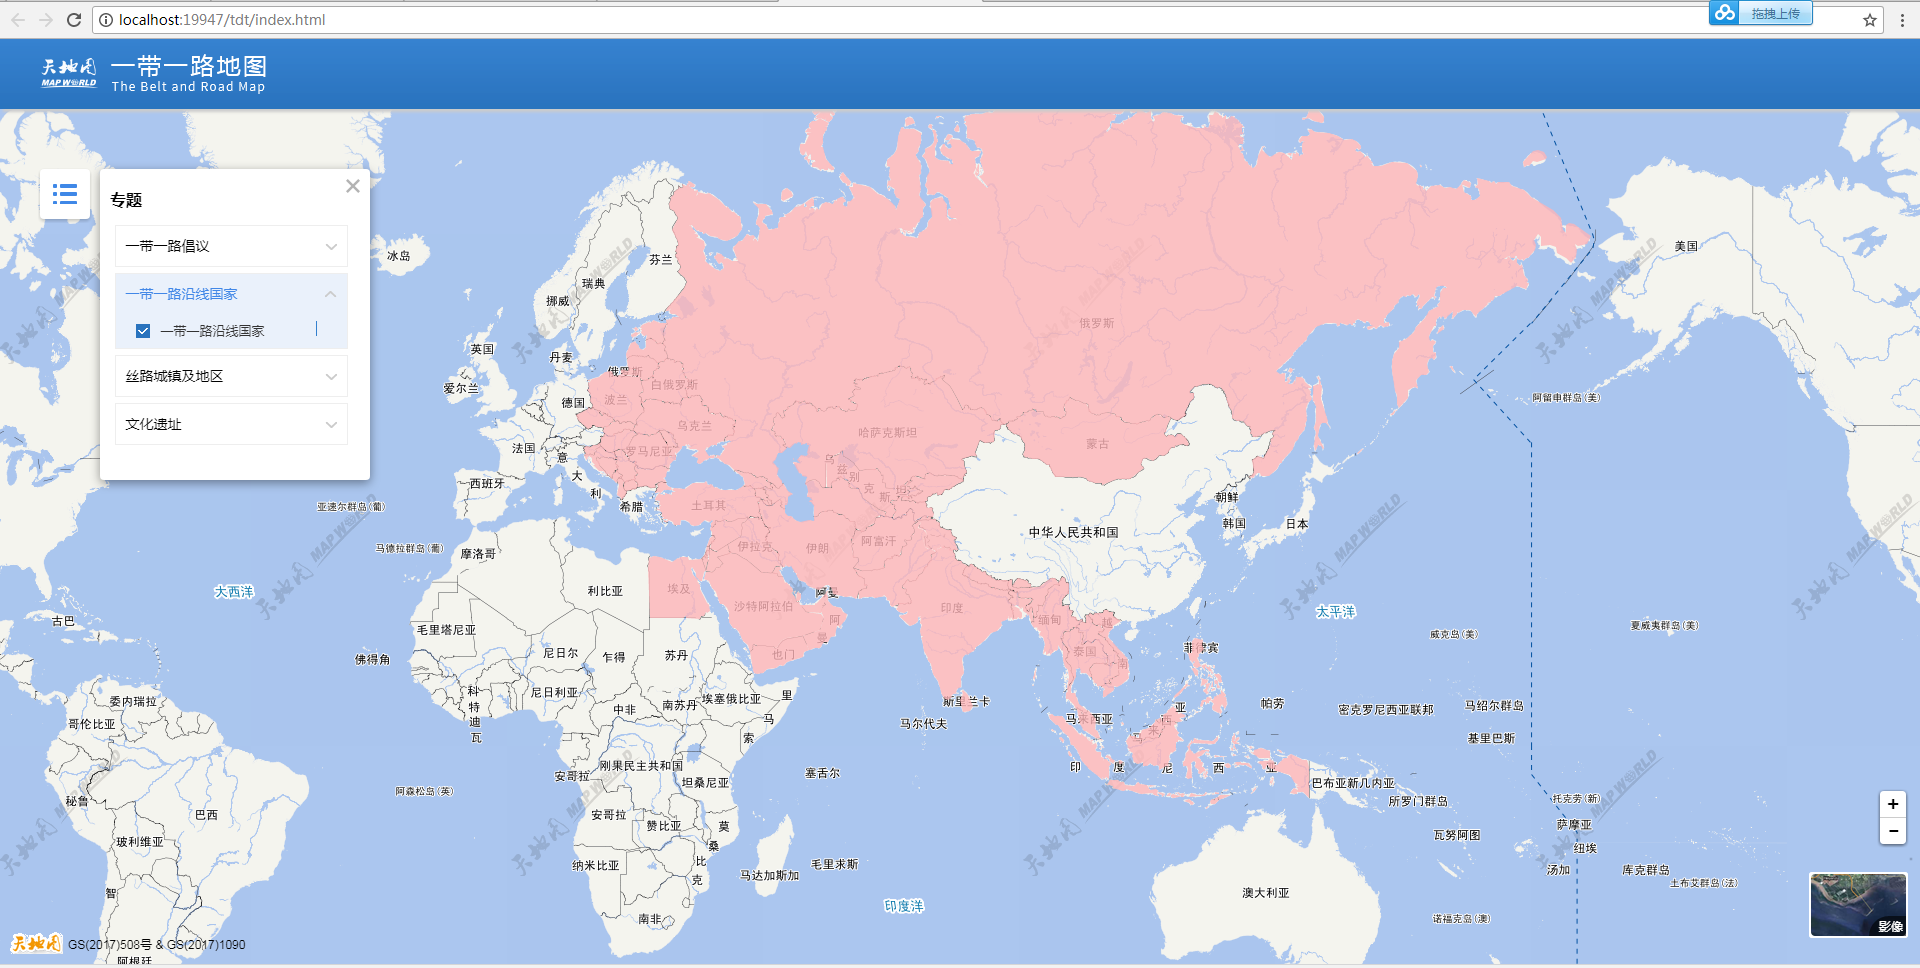 localhost:19947/tdt/index.html
拖拽上传
天地图
MAP WORLD
一带一路地图
The Belt and Road Map
专题
一带一路倡议
一带一路沿线国家
一带一路沿线国家
丝路城镇及地区
文化遗址
冰岛
芬兰
瑞典
挪威
俄罗斯
美国
英国
丹麦
爱尔兰
俄罗斯
白俄罗斯
波兰
德国
乌克兰
哈萨克斯坦
蒙古
阿留申群岛(美)
法国
意
大
利
罗马尼亚
乌
兹
别
克
斯
坦
西班牙
希腊
土耳其
朝鲜
韩国
日本
中华人民共和国
亚速尔群岛(葡)
马德拉群岛(葡)
摩洛哥
伊拉克
伊朗
阿富汗
大西洋
利比亚
埃及
沙特阿拉伯
阿曼
阿
曼
印度
缅甸
越
南
泰国
太平洋
古巴
毛里塔尼亚
威克岛(美)
夏威夷群岛(美)
佛得角
尼日尔
乍得
苏丹
也门
菲律宾
委内瑞拉
哥伦比亚
科
特
迪
瓦
尼日利亚
中非
南苏丹
埃塞俄比亚
里
马
索
斯里兰卡
马尔代夫
马来西亚
马
来
西
亚
帕劳
密克罗尼西亚联邦
马绍尔群岛
基里巴斯
安哥拉
刚果民主共和国
坦桑尼亚
塞舌尔
印
度
尼
西
亚
巴布亚新几内亚
所罗门群岛
托克劳(新)
秘鲁
巴西
阿森松岛(英)
安哥拉
赞比亚
莫
桑
比
克
萨摩亚
瓦努阿图
纽埃
玻利维亚
纳米比亚
马达加斯加
毛里求斯
汤加
库克群岛
土布艾群岛(法)
智
澳大利亚
南非
印度洋
诺福克岛(澳)
阿根廷
天地图
GS(2017)508号 & GS(2017)1090
+
−
影像